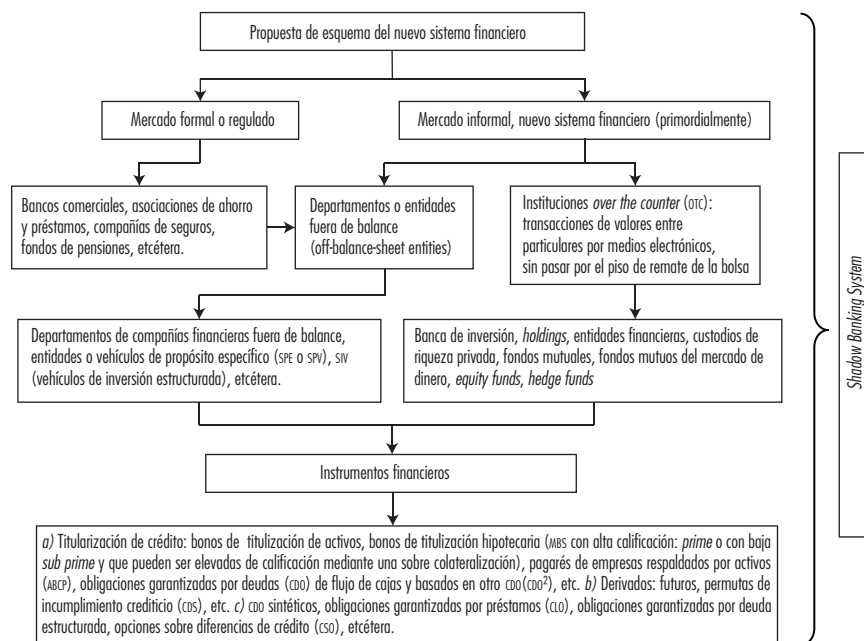 Propuesta de esquema del nuevo sistema financiero
Mercado formal o regulado
Mercado informal, nuevo sistema financiero (primordialmente)
Bancos comerciales, asociaciones de ahorro
y préstamos, compañías de seguros,
fondos de pensiones, etcétera.
Departamentos o entidades
fuera de balance
(off-balance-sheet entities)
Instituciones over the counter (OTC):
transacciones de valores entre
particulares por medios electrónicos,
sin pasar por el piso de remate de la bolsa
Departamentos de compañías financieras fuera de balance,
entidades o vehículos de propósito específico (SPE o SPV), SIV
(vehículos de inversión estructurada), etcétera.
Banca de inversión, holdings, entidades financieras, custodios de
riqueza privada, fondos mutuales, fondos mutuos del mercado de
dinero, equity funds, hedge funds
Instrumentos financieros
a) Titularización de crédito: bonos de titulización de activos, bonos de titulización hipotecaria (MBS con alta calificación: prime o con baja
sub prime y que pueden ser elevadas de calificación mediante una sobre colateralización), pagarés de empresas respaldados por activos
(ABCP), obligaciones garantizadas por deudas (CDO) de flujo de cajas y basados en otro CDO(CDO²), etc. b) Derivados: futuros, permutas de
incumplimiento crediticio (CDS), etc. c) CDO sintéticos, obligaciones garantizadas por préstamos (CLO), obligaciones garantizadas por deuda
estructurada, opciones sobre diferencias de crédito (CSO), etcétera.
Shadow Banking System